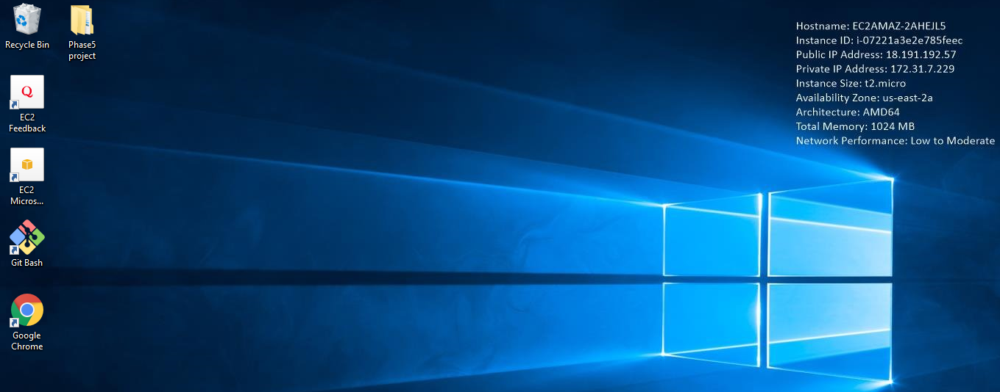 Recycle Bin
Phase5
project
Q
EC2
Feedback
EC2
Micros...
Git Bash
Google
Chrome
Hostname: EC2AMAZ-2AHEJL5
Instance ID: i-07221a3e2e785feec
Public IP Address: 18.191.192.57
Private IP Address: 172.31.7.229
Instance Size: t2.micro
Availability Zone: us-east-2a
Architecture: AMD64
Total Memory: 1024 MB
Network Performance: Low to Moderate